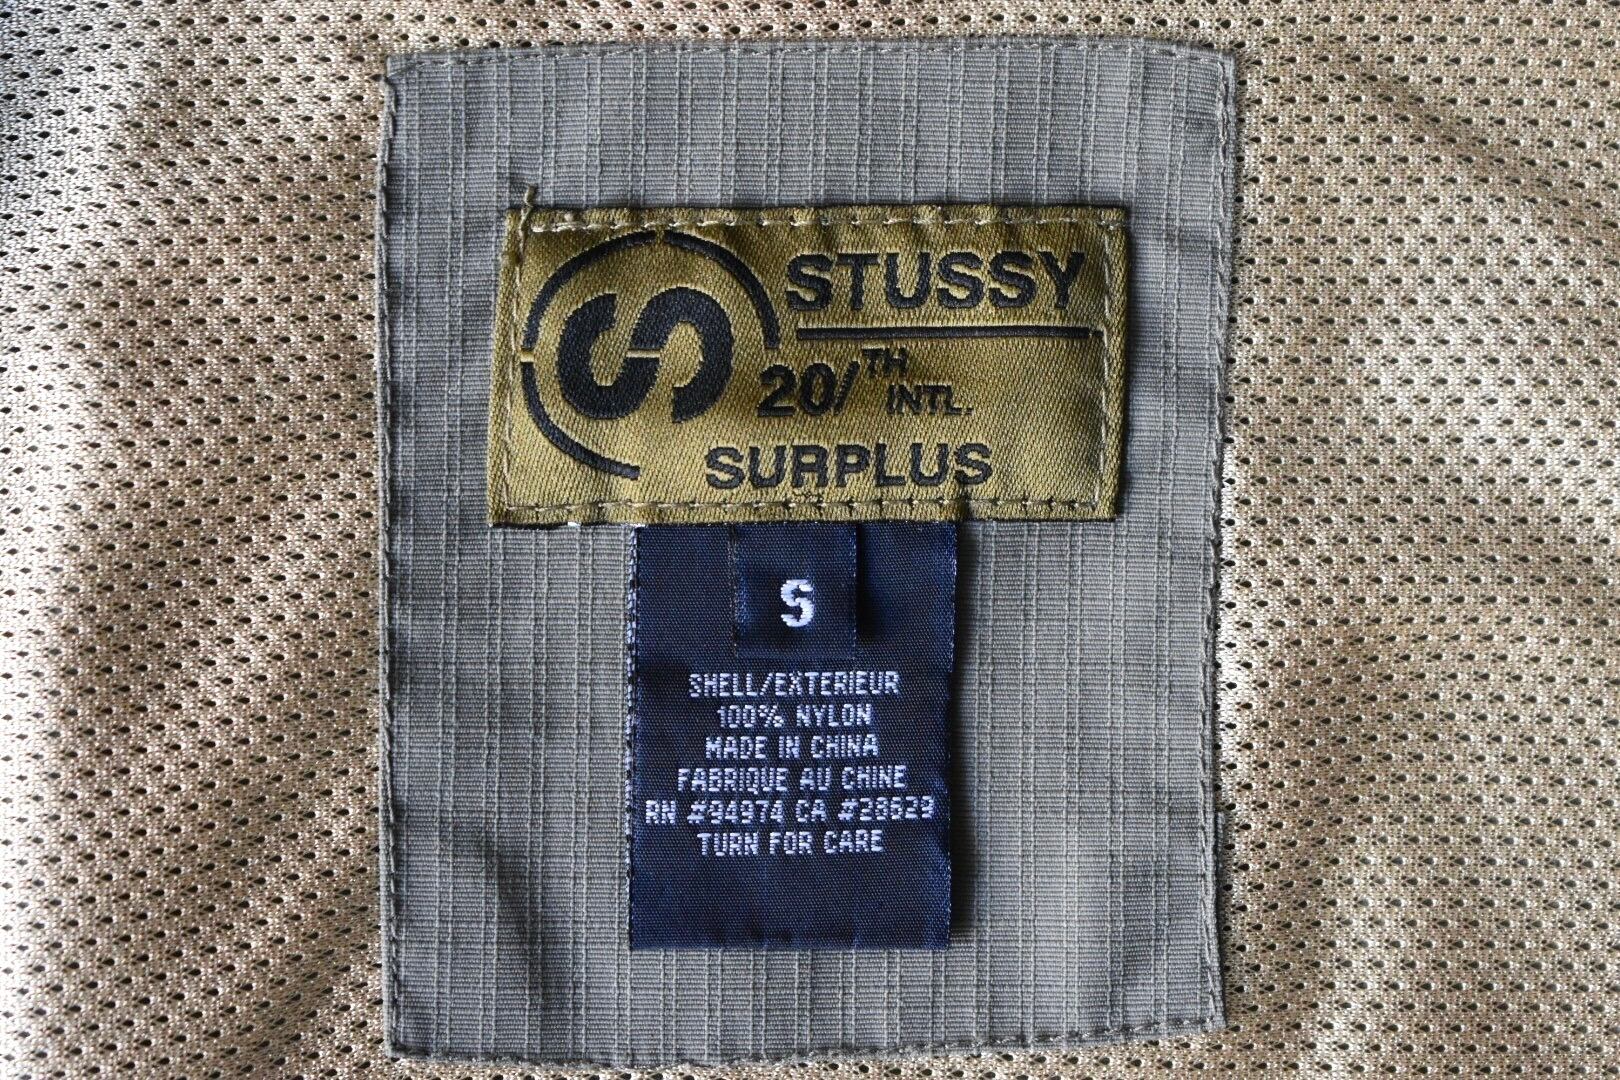 STUSSY
20/TH INTL.
SURPLUS
S
SHELL/EXTERIEUR
100% NYLON
MADE IN CHINA
FABRIQUE AU CHINE
RN #94974 CA #28629
TURN FOR CARE